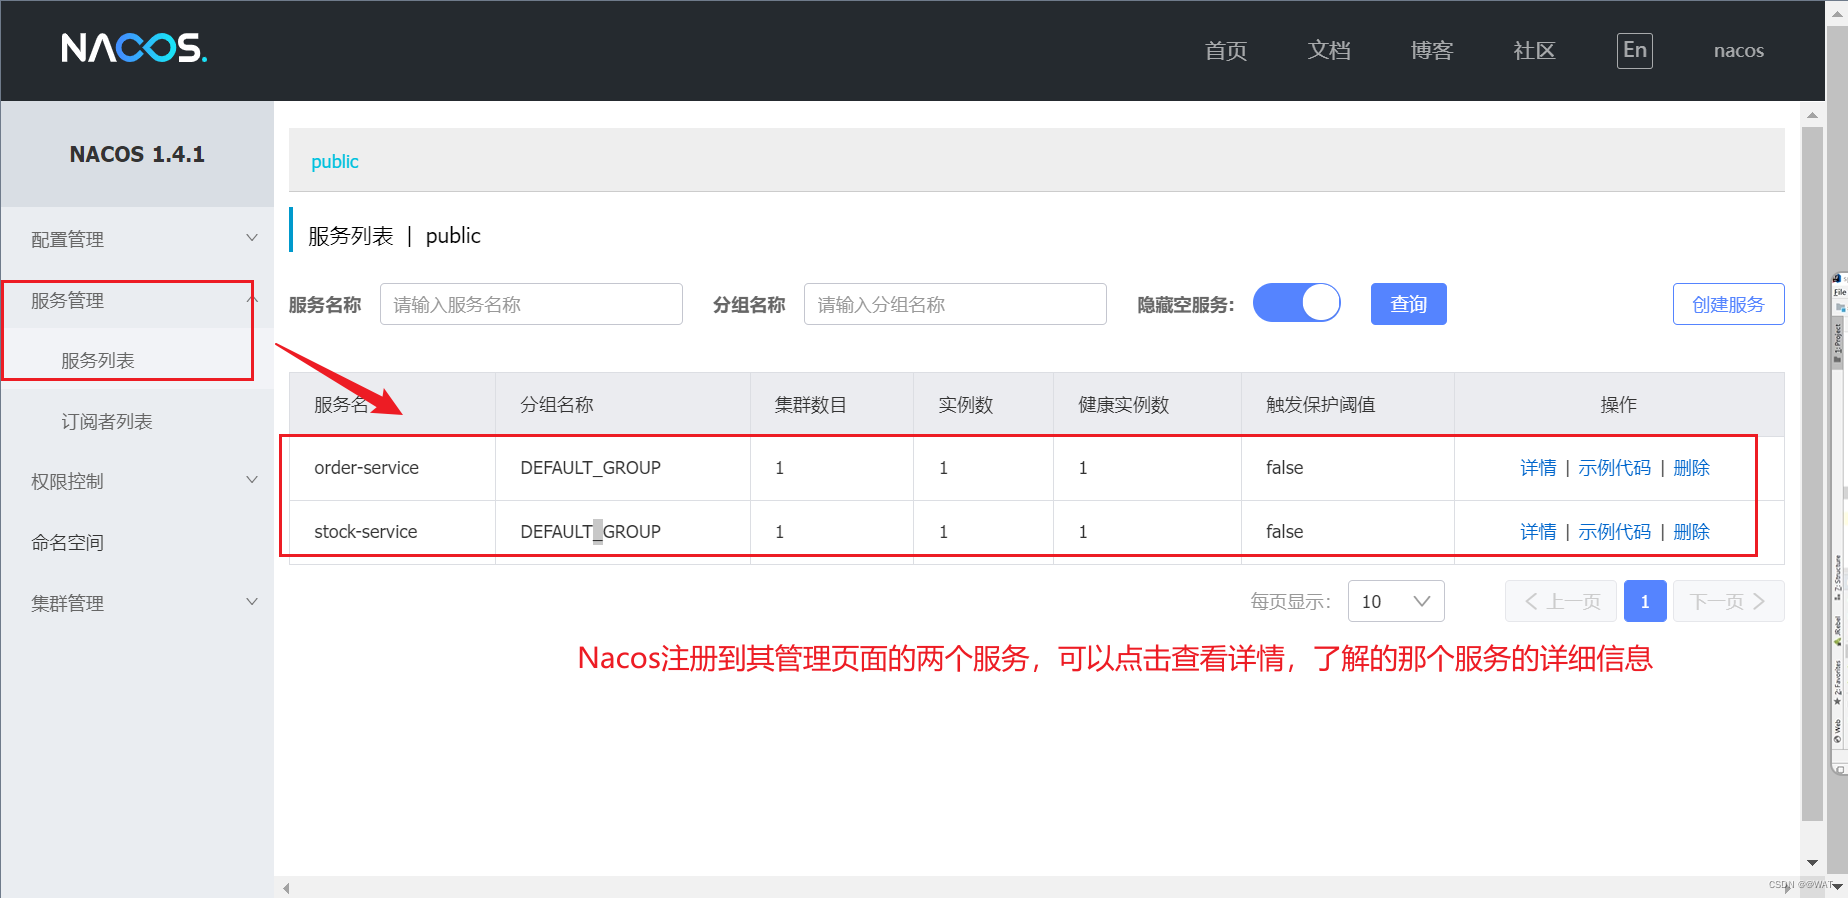 NACOS.
首页 文档 博客 社区 En nacos
NACOS 1.4.1
public
配置管理
服务列表 | public
服务管理
服务名称 请输入服务名称 分组名称 请输入分组名称 隐藏空服务: 查询 创建服务
服务列表
服务名 分组名称 集群数目 实例数 健康实例数 触发保护阈值 操作
订阅者列表
order-service DEFAULT_GROUP 1 1 1 false 详情 | 示例代码 | 删除
权限控制
stock-service DEFAULT_GROUP 1 1 1 false 详情 | 示例代码 | 删除
命名空间
集群管理
每页显示: 10 上一页 1 下一页
Nacos注册到其管理页面的两个服务，可以点击查看详情，了解的那个服务的详细信息
File
1: Project
Z: Structure
JRebel
2: Favorites
Web
CSDN @@WAT